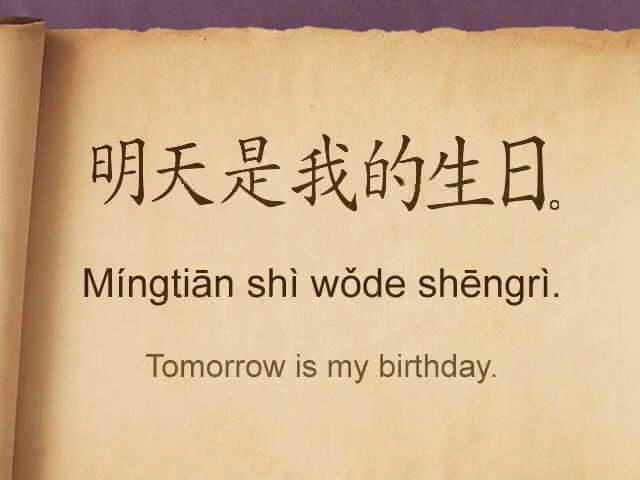 明天是我的生日。
Míngtiān shì wǒde shēngrì.
Tomorrow is my birthday.